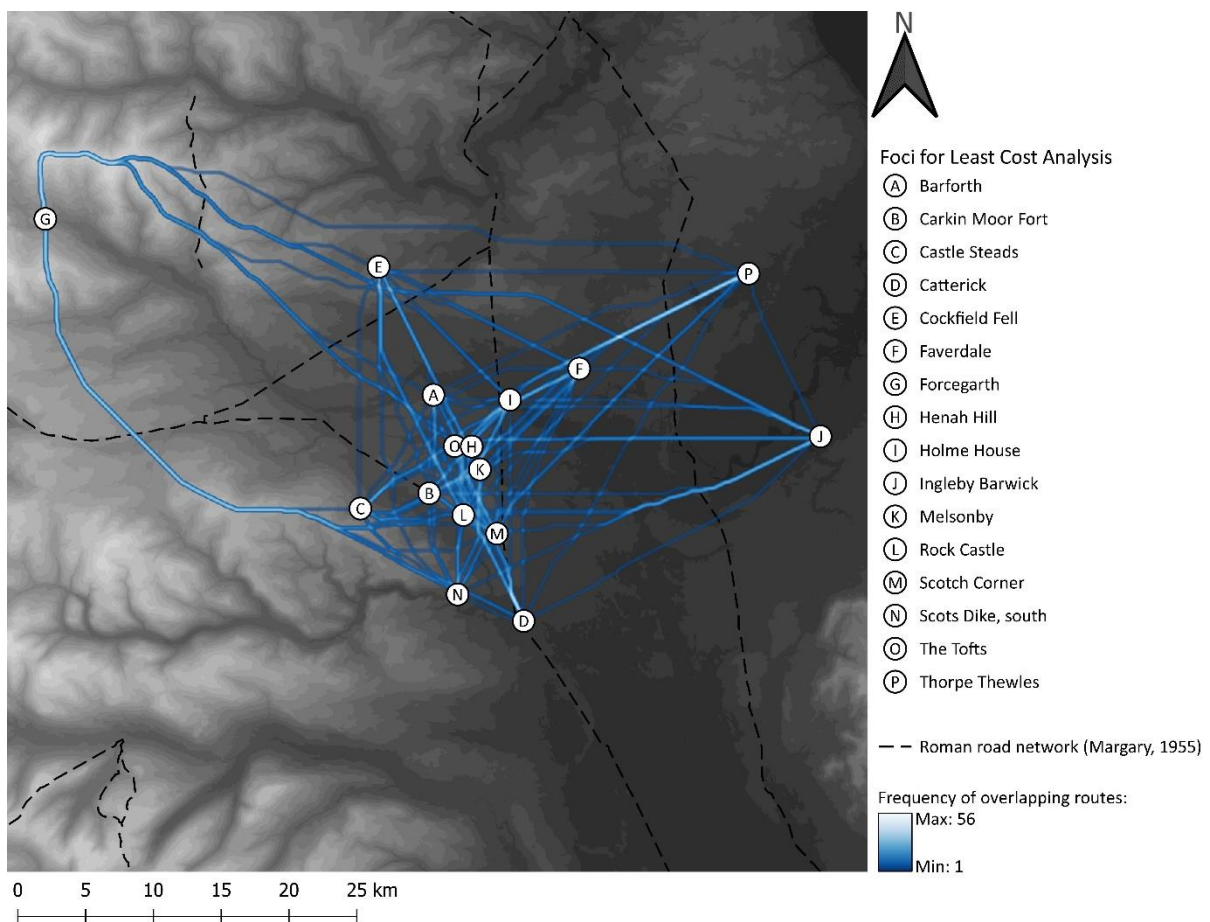 N
Foci for Least Cost Analysis
A Barforth
B Carkin Moor Fort
C Castle Steads
D Catterick
E Cockfield Fell
F Faverdale
G Forcegarth
H Henah Hill
I Holme House
J Ingleby Barwick
K Melsonby
L Rock Castle
M Scotch Corner
N Scots Dike, south
O The Tofts
P Thorpe Thewles
Roman road network (Margary, 1955)
Frequency of overlapping routes:
Max: 56
Min: 1
G
E
P
F
A
I
J
O H
K
B
C
L
M
N
D
0 5 10 15 20 25 km